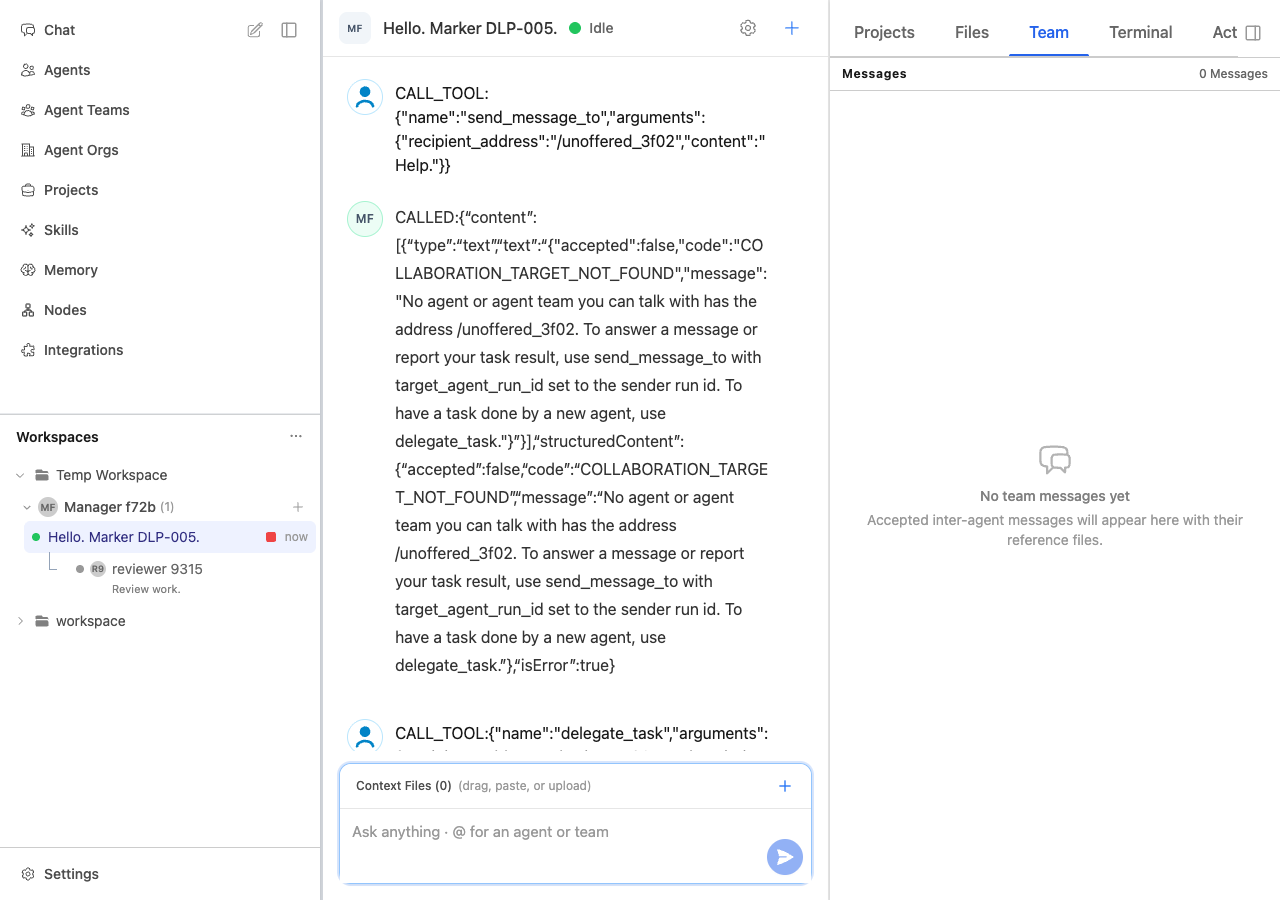 Chat
Agents
Agent Teams
Agent Orgs
Projects
Skills
Memory
Nodes
Integrations
Workspaces
Temp Workspace
MF Manager f72b (1)
Hello. Marker DLP-005. now
R9 reviewer 9315
Review work.
workspace
Settings
MF Hello. Marker DLP-005. Idle
CALL_TOOL:
{"name":"send_message_to","arguments":
{"recipient_address":"/unoffered_3f02","content":"
Help."}}
MF
CALLED:{“content”:
[{“type”:“text”,“text”:“{"accepted":false,"code":"CO
LLABORATION_TARGET_NOT_FOUND","message":
"No agent or agent team you can talk with has the
address /unoffered_3f02. To answer a message or
report your task result, use send_message_to with
target_agent_run_id set to the sender run id. To
have a task done by a new agent, use
delegate_task."}”}],“structuredContent”:
{“accepted”:false,“code”:“COLLABORATION_TARGE
T_NOT_FOUND”,“message”:“No agent or agent
team you can talk with has the address
/unoffered_3f02. To answer a message or report
your task result, use send_message_to with
target_agent_run_id set to the sender run id. To
have a task done by a new agent, use
delegate_task.”},“isError”:true}
CALL_TOOL:{"name":"delegate_task","arguments":
Context Files (0) (drag, paste, or upload)
Ask anything · @ for an agent or team
Projects Files Team Terminal Act
Messages 0 Messages
No team messages yet
Accepted inter-agent messages will appear here with their
reference files.